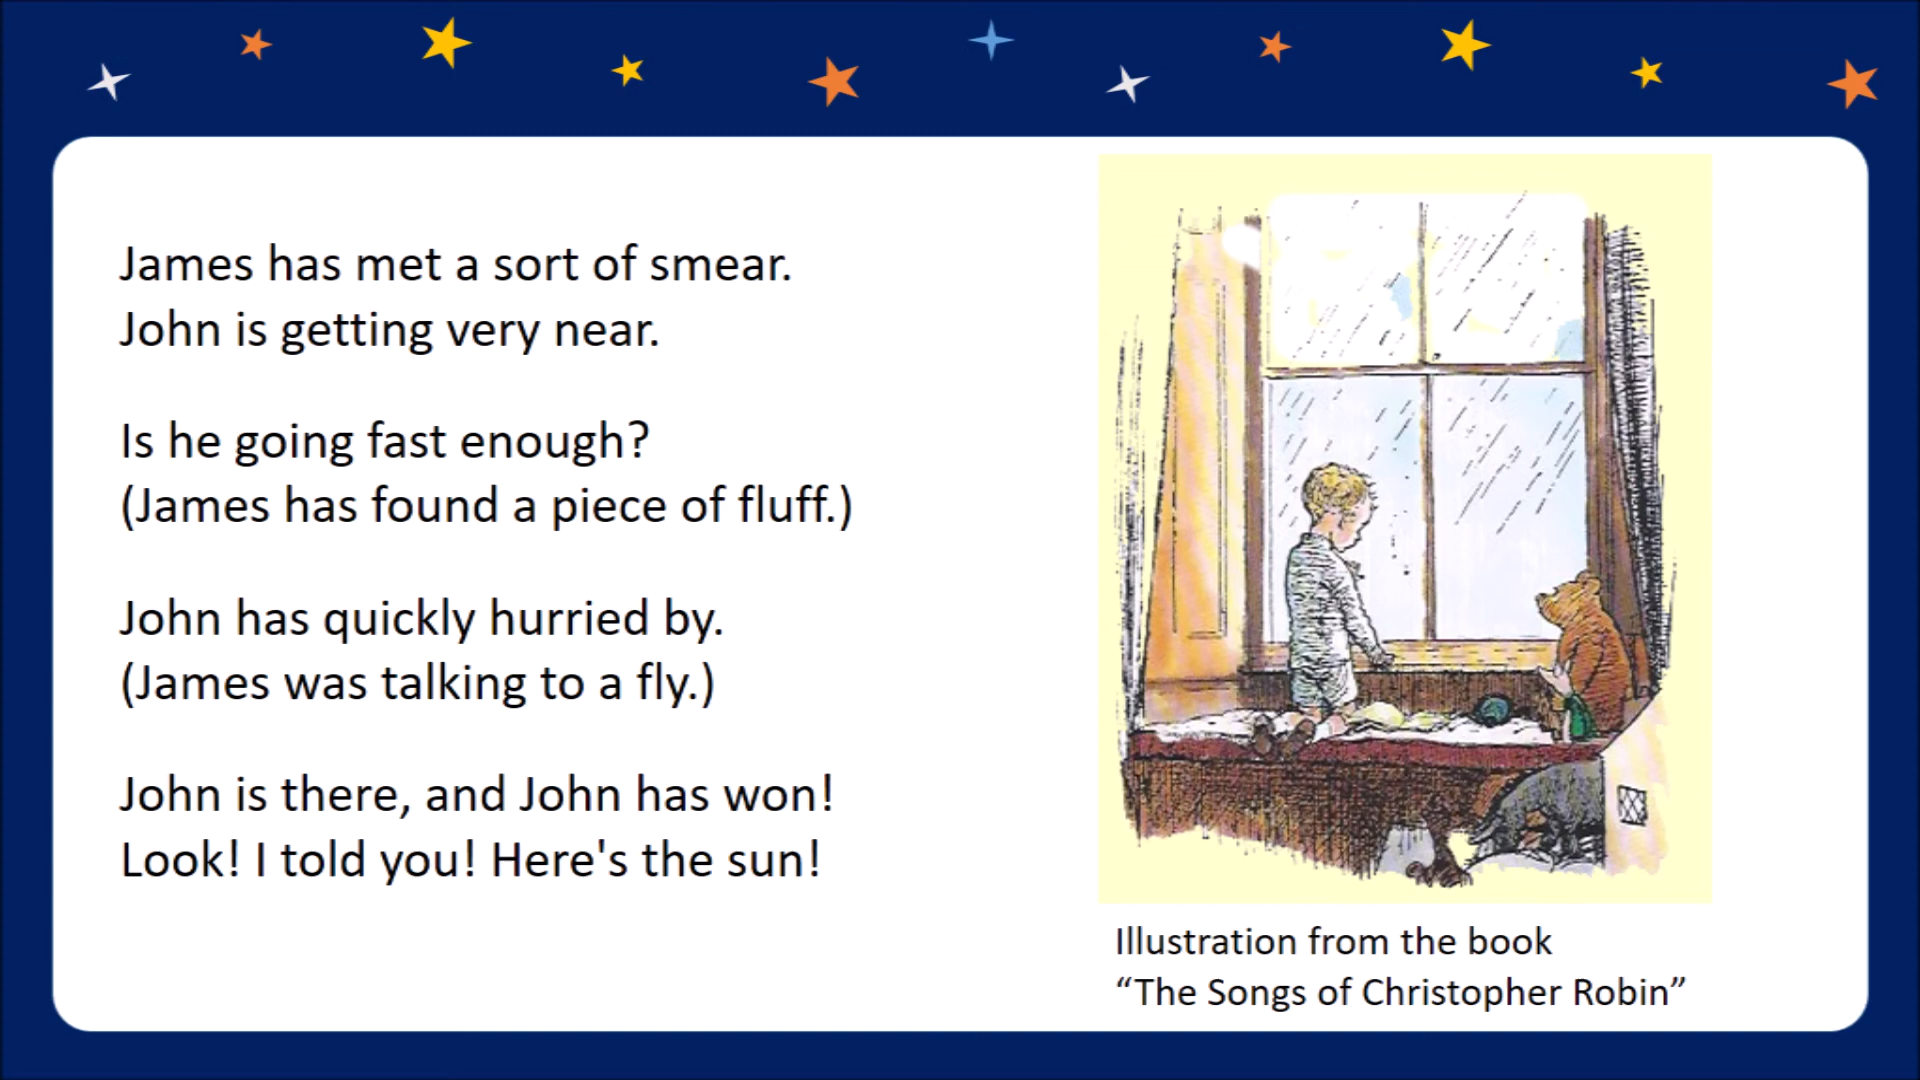 James has met a sort of smear.
John is getting very near.
Is he going fast enough?
(James has found a piece of fluff.)
John has quickly hurried by.
(James was talking to a fly.)
John is there, and John has won!
Look! I told you! Here's the sun!
Illustration from the book
“The Songs of Christopher Robin”